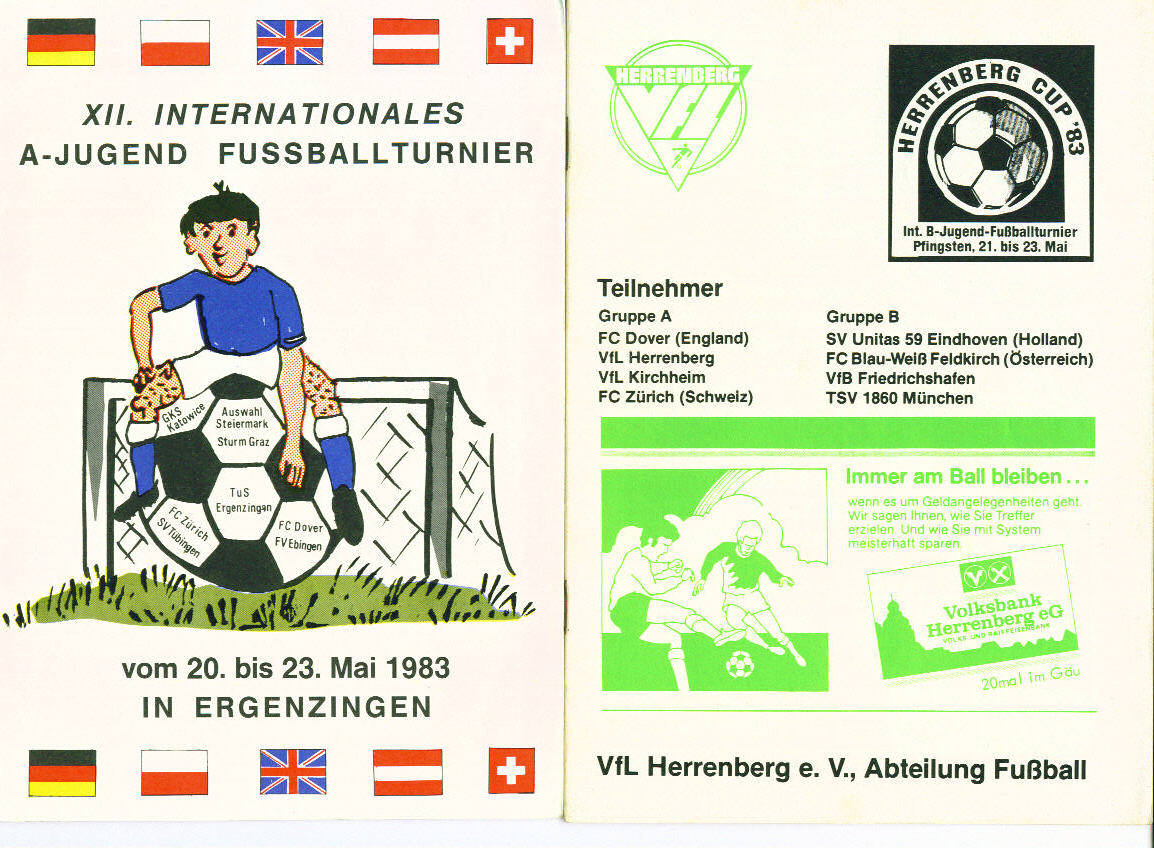 XII. INTERNATIONALES
A-JUGEND FUSSBALLTURNIER
GKS
Katowice
Auswahl
Steiermark
Sturm Graz
TuS
Ergenzingen
FC Zürich
SV Tübingen
FC Dover
FV Ebingen
vom 20. bis 23. Mai 1983
IN ERGENZINGEN
HERRENBERG
VfL
HERRENBERG CUP '83
Int. B-Jugend-Fußballturnier
Pfingsten, 21. bis 23. Mai
Teilnehmer
Gruppe A
FC Dover (England)
VfL Herrenberg
VfL Kirchheim
FC Zürich (Schweiz)
Gruppe B
SV Unitas 59 Eindhoven (Holland)
FC Blau-Weiß Feldkirch (Österreich)
VfB Friedrichshafen
TSV 1860 München
Immer am Ball bleiben...
wenn es um Geldangelegenheiten geht.
Wir sagen Ihnen, wie Sie Treffer
erzielen. Und wie Sie mit System
meisterhaft sparen.
Volksbank
Herrenberg eG
VOLKS- UND RAIFFEISENBANK
20mal im Gäu
VfL Herrenberg e. V., Abteilung Fußball